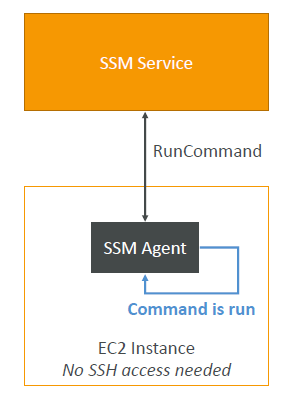 SSM Service
RunCommand
SSM Agent
Command is run
EC2 Instance
No SSH access needed